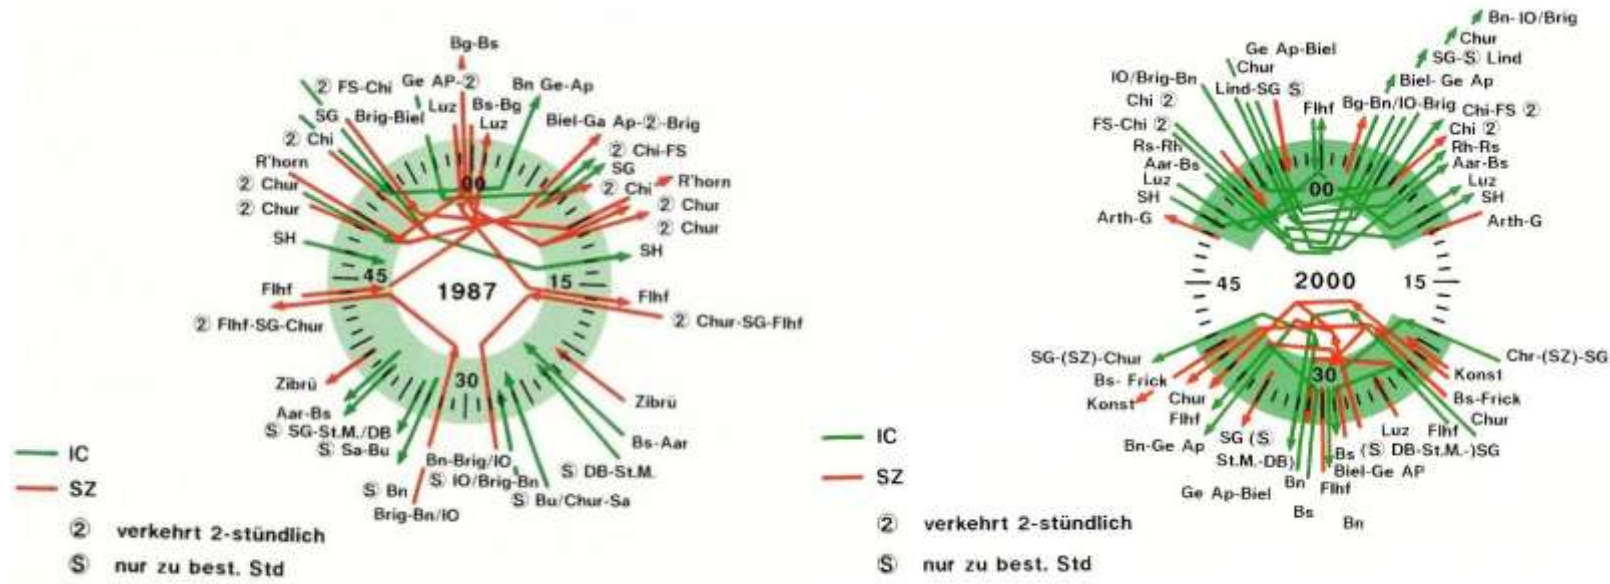 Bg-Bs
② FS-Chi
Ge AP-②
Bn Ge-Ap
SG
Brig-Biel
Luz
Bs-Bg
Luz
Biel-Ga Ap-②-Brig
② Chi
② Chi-FS
SG
R'horn
② Chi
R'horn
② Chur
② Chur
② Chur
② Chur
SH
SH
00
45
1987
15
30
Flhf
Flhf
② Flhf-SG-Chur
② Chur-SG-Flhf
Zibrü
Zibrü
Aar-Bs
Bs-Aar
Ⓢ SG-St.M./DB
Ⓢ Sa-Bu
Bn-Brig/IO
Ⓢ DB-St.M.
Ⓢ IO/Brig-Bn
Ⓢ Bn
Ⓢ Bu/Chur-Sa
Brig-Bn/IO
IC
SZ
② verkehrt 2-stündlich
Ⓢ nur zu best. Std
Bn-IO/Brig
Chur
SG-Ⓢ Lind
Biel- Ge Ap
Ge Ap-Biel
Chur
IO/Brig-Bn
Lind-SG Ⓢ
Flhf
Bg-Bn/IO-Brig
Chi ②
Chi-FS ②
FS-Chi ②
Chi ②
Rs-Rh
Rh-Rs
Aar-Bs
Aar-Bs
Luz
Luz
SH
SH
Arth-G
Arth-G
00
45
2000
15
30
SG-(SZ)-Chur
Chr-(SZ)-SG
Bs- Frick
Konst
Konst
Chur
Bs-Frick
Flhf
Chur
Bn-Ge Ap
SG (Ⓢ
St.M.-DB)
Luz
Flhf
Bs
(Ⓢ DB-St.M.-)SG
Biel-Ge AP
Ge Ap-Biel
Bn
Flhf
Bs
Bn
IC
SZ
② verkehrt 2-stündlich
Ⓢ nur zu best. Std